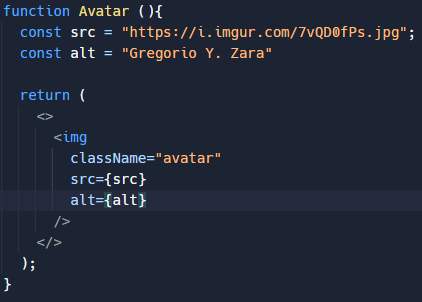 function Avatar (){
  const src = "https://i.imgur.com/7vQD0fPs.jpg";
  const alt = "Gregorio Y. Zara"

  return (
    <>
      <img
        className="avatar"
        src={src}
        alt={alt}
      />
    </>
  );
}